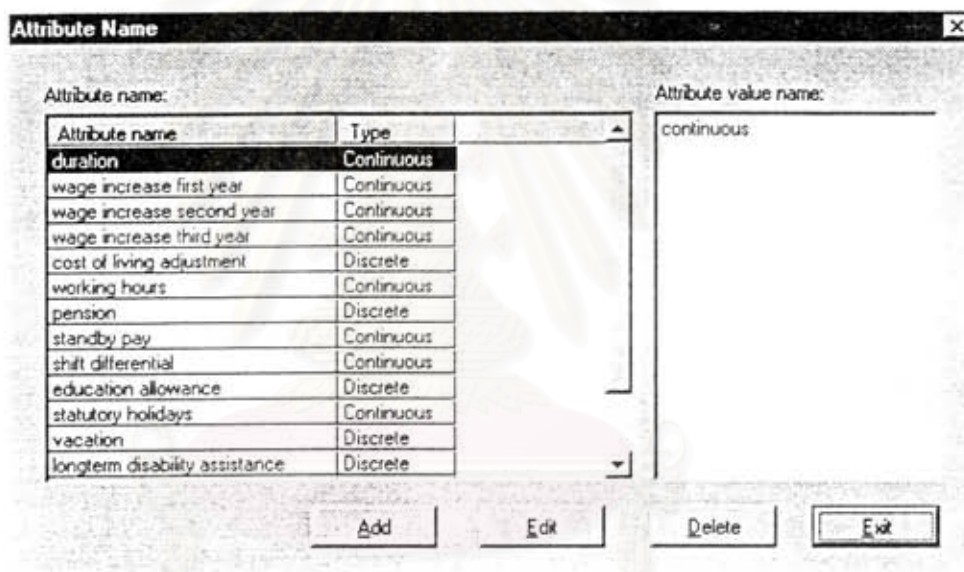 Attribute Name
Attribute name:
Attribute value name:
Attribute name Type
continuous
duration Continuous
wage increase first year Continuous
wage increase second year Continuous
wage increase third year Continuous
cost of living adjustment Discrete
working hours Continuous
pension Discrete
standby pay Continuous
shift differential Continuous
education allowance Discrete
statutory holidays Continuous
vacation Discrete
longterm disability assistance Discrete
Add Edit Delete Exit